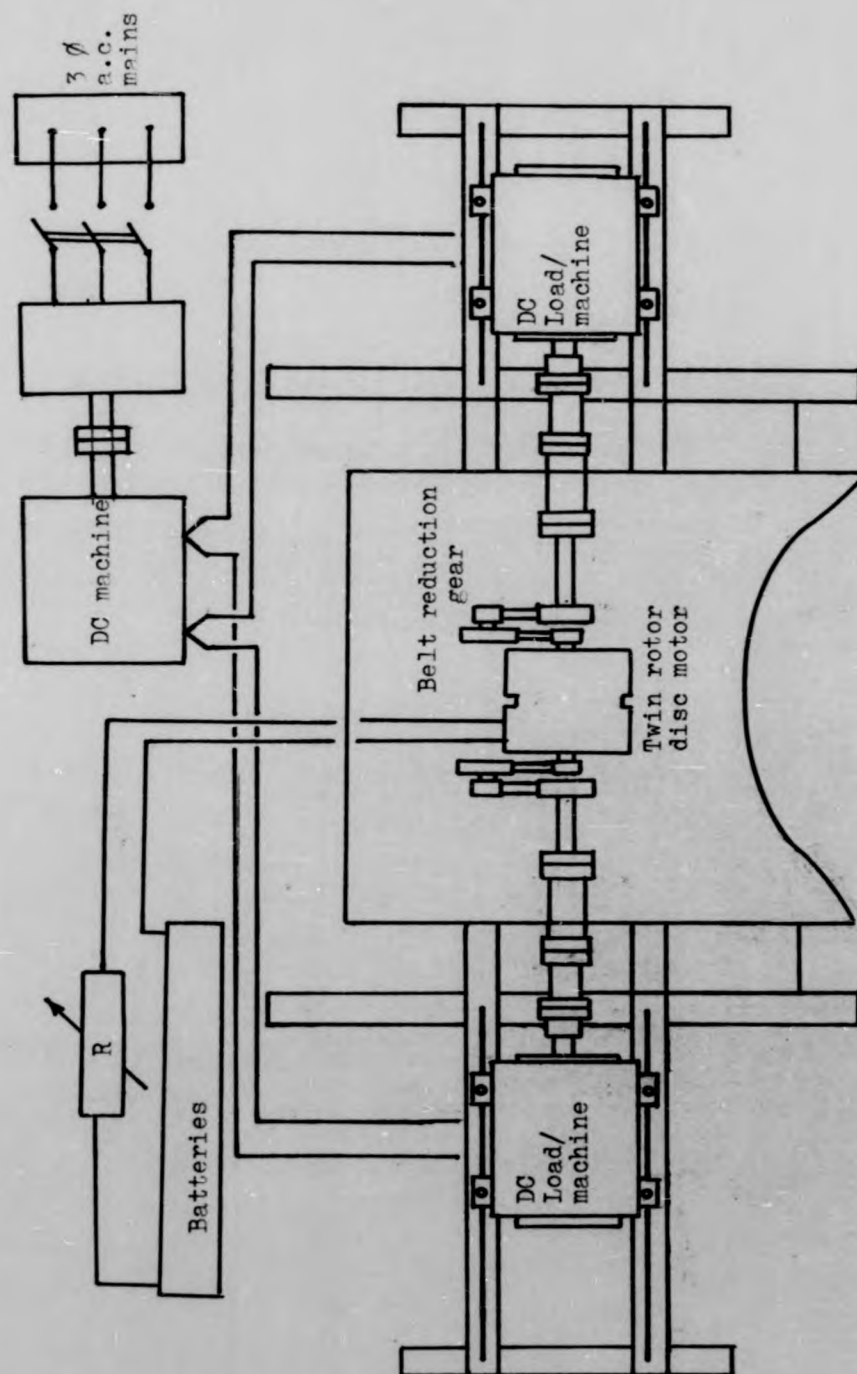 3 Ø
a.c.
mains
DC machine
R
Batteries
Belt reduction
gear
DC
Load/
machine
Twin rotor
disc motor
DC
Load/
machine